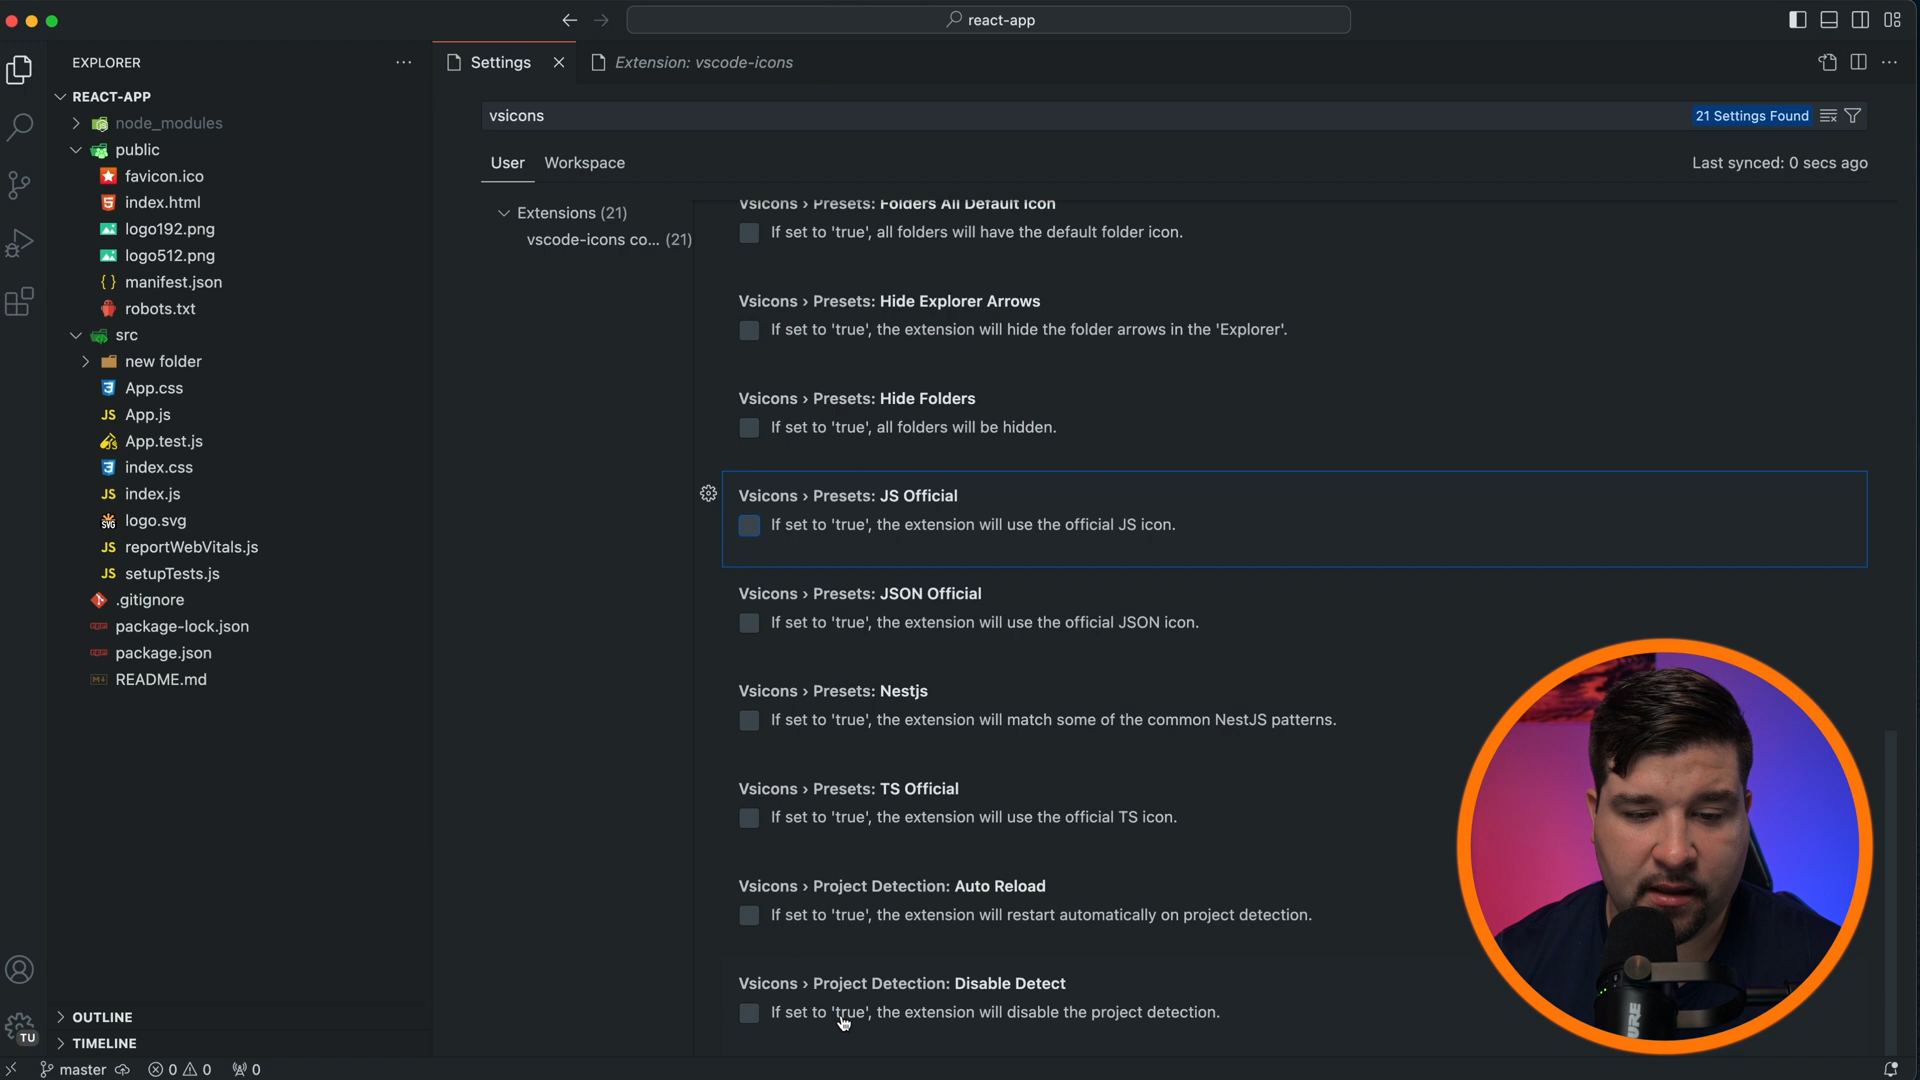 react-app
EXPLORER
Settings
Extension: vscode-icons
REACT-APP
node_modules
public
favicon.ico
index.html
logo192.png
logo512.png
manifest.json
robots.txt
src
new folder
App.css
JS App.js
App.test.js
index.css
JS index.js
SVG logo.svg
JS reportWebVitals.js
JS setupTests.js
.gitignore
package-lock.json
package.json
README.md
OUTLINE
TIMELINE
TU
vsicons
21 Settings Found
User
Workspace
Last synced: 0 secs ago
Extensions (21)
vscode-icons co... (21)
Vsicons › Presets: Folders All Default Icon
If set to 'true', all folders will have the default folder icon.
Vsicons › Presets: Hide Explorer Arrows
If set to 'true', the extension will hide the folder arrows in the 'Explorer'.
Vsicons › Presets: Hide Folders
If set to 'true', all folders will be hidden.
Vsicons › Presets: JS Official
If set to 'true', the extension will use the official JS icon.
Vsicons › Presets: JSON Official
If set to 'true', the extension will use the official JSON icon.
Vsicons › Presets: Nestjs
If set to 'true', the extension will match some of the common NestJS patterns.
Vsicons › Presets: TS Official
If set to 'true', the extension will use the official TS icon.
Vsicons › Project Detection: Auto Reload
If set to 'true', the extension will restart automatically on project detection.
Vsicons › Project Detection: Disable Detect
If set to 'true', the extension will disable the project detection.
master
0 0
0